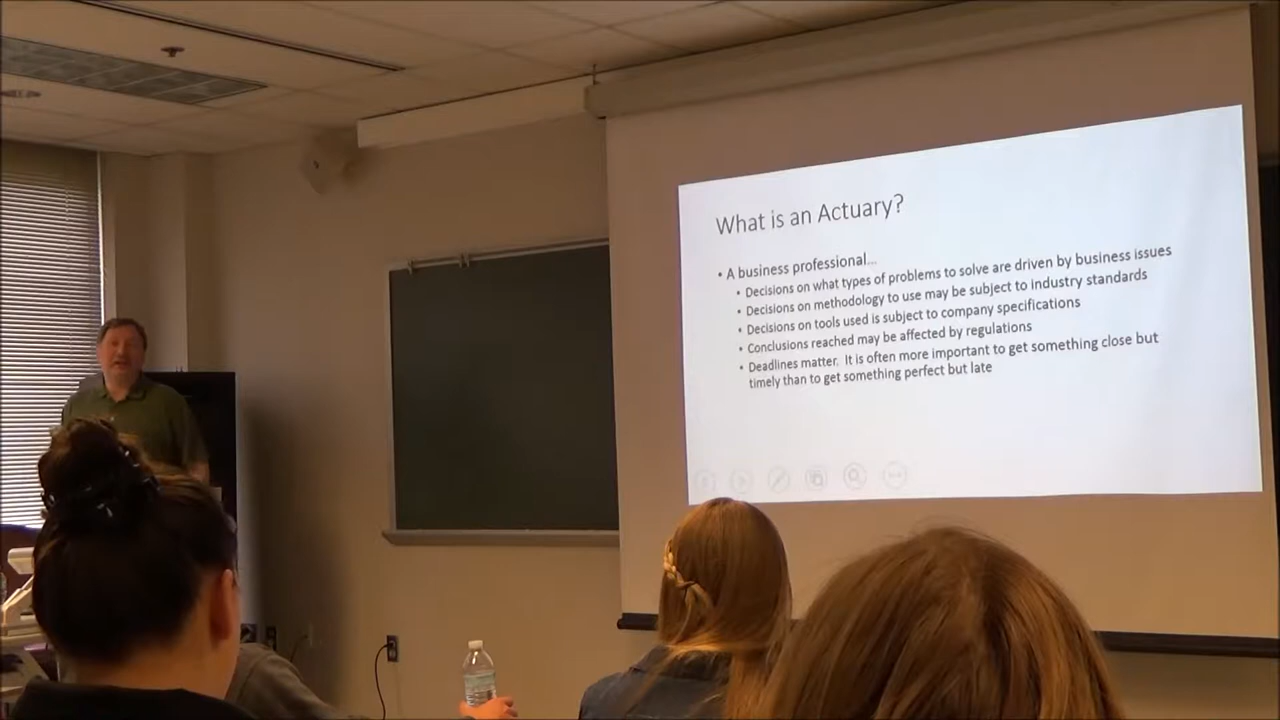 What is an Actuary?
• A business professional...
• Decisions on what types of problems to solve are driven by business issues
• Decisions on methodology to use may be subject to industry standards
• Decisions on tools used is subject to company specifications
• Conclusions reached may be affected by regulations
• Deadlines matter. It is often more important to get something close but
timely than to get something perfect but late